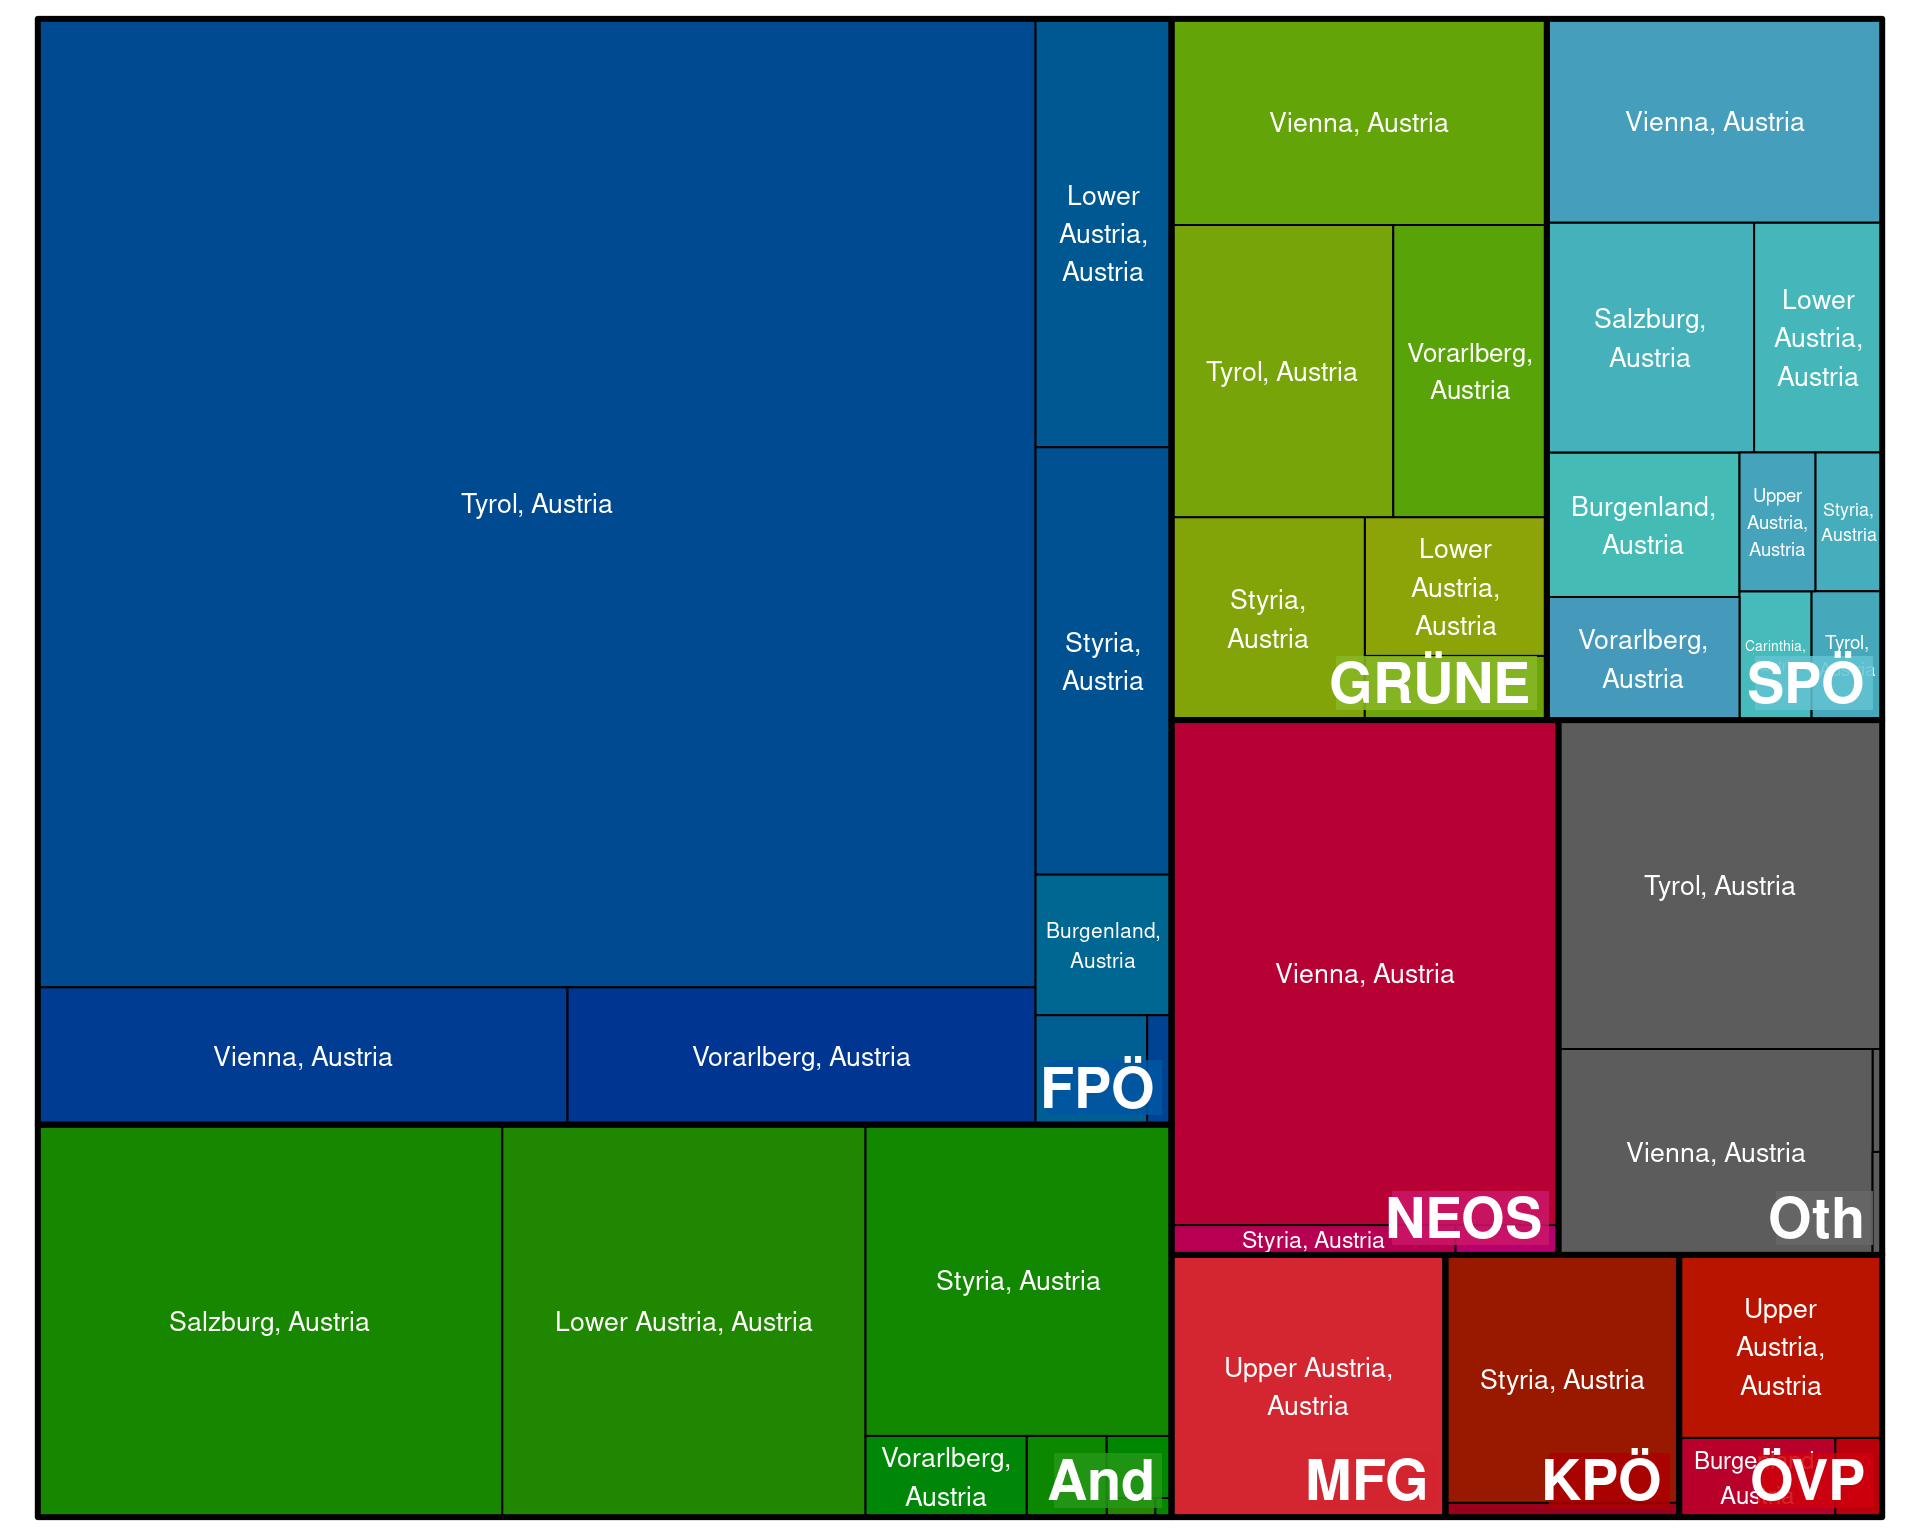 Tyrol, Austria
Lower
Austria,
Austria
Styria,
Austria
Burgenland,
Austria
Vienna, Austria
Vorarlberg, Austria
FPÖ
Salzburg, Austria
Lower Austria, Austria
Styria, Austria
Vorarlberg,
Austria
And
Vienna, Austria
Tyrol, Austria
Vorarlberg,
Austria
Styria,
Austria
Lower
Austria,
Austria
GRÜNE
Vienna, Austria
Salzburg,
Austria
Lower
Austria,
Austria
Burgenland,
Austria
Upper
Austria,
Austria
Styria,
Austria
Vorarlberg,
Austria
Carinthia,
Tyrol,
SPÖ
Vienna, Austria
Styria, Austria
NEOS
Tyrol, Austria
Vienna, Austria
Oth
Upper Austria,
Austria
MFG
Styria, Austria
KPÖ
Upper
Austria,
Austria
ÖVP